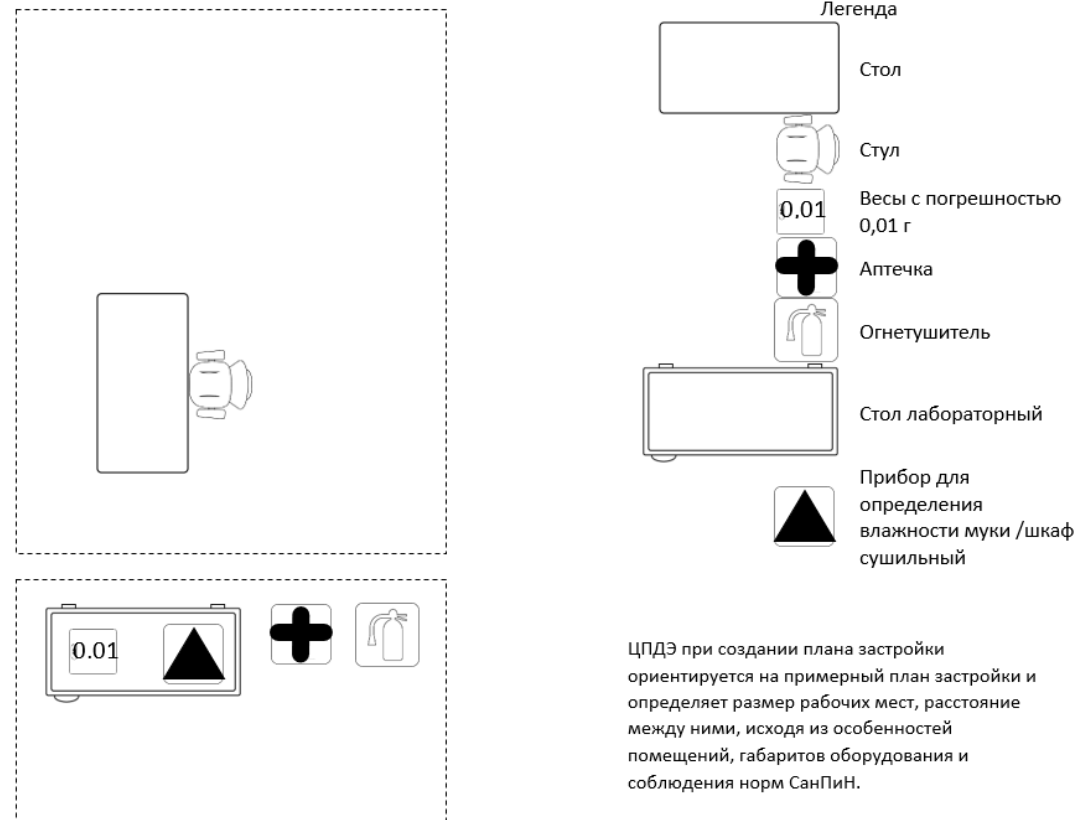 Легенда
Стол
Стул
Весы с погрешностью
0,01 г
0,01
Аптечка
Огнетушитель
Стол лабораторный
Прибор для
определения
влажности муки /шкаф
сушильный
0.01
ЦПДЭ при создании плана застройки
ориентируется на примерный план застройки и
определяет размер рабочих мест, расстояние
между ними, исходя из особенностей
помещений, габаритов оборудования и
соблюдения норм СанПиН.